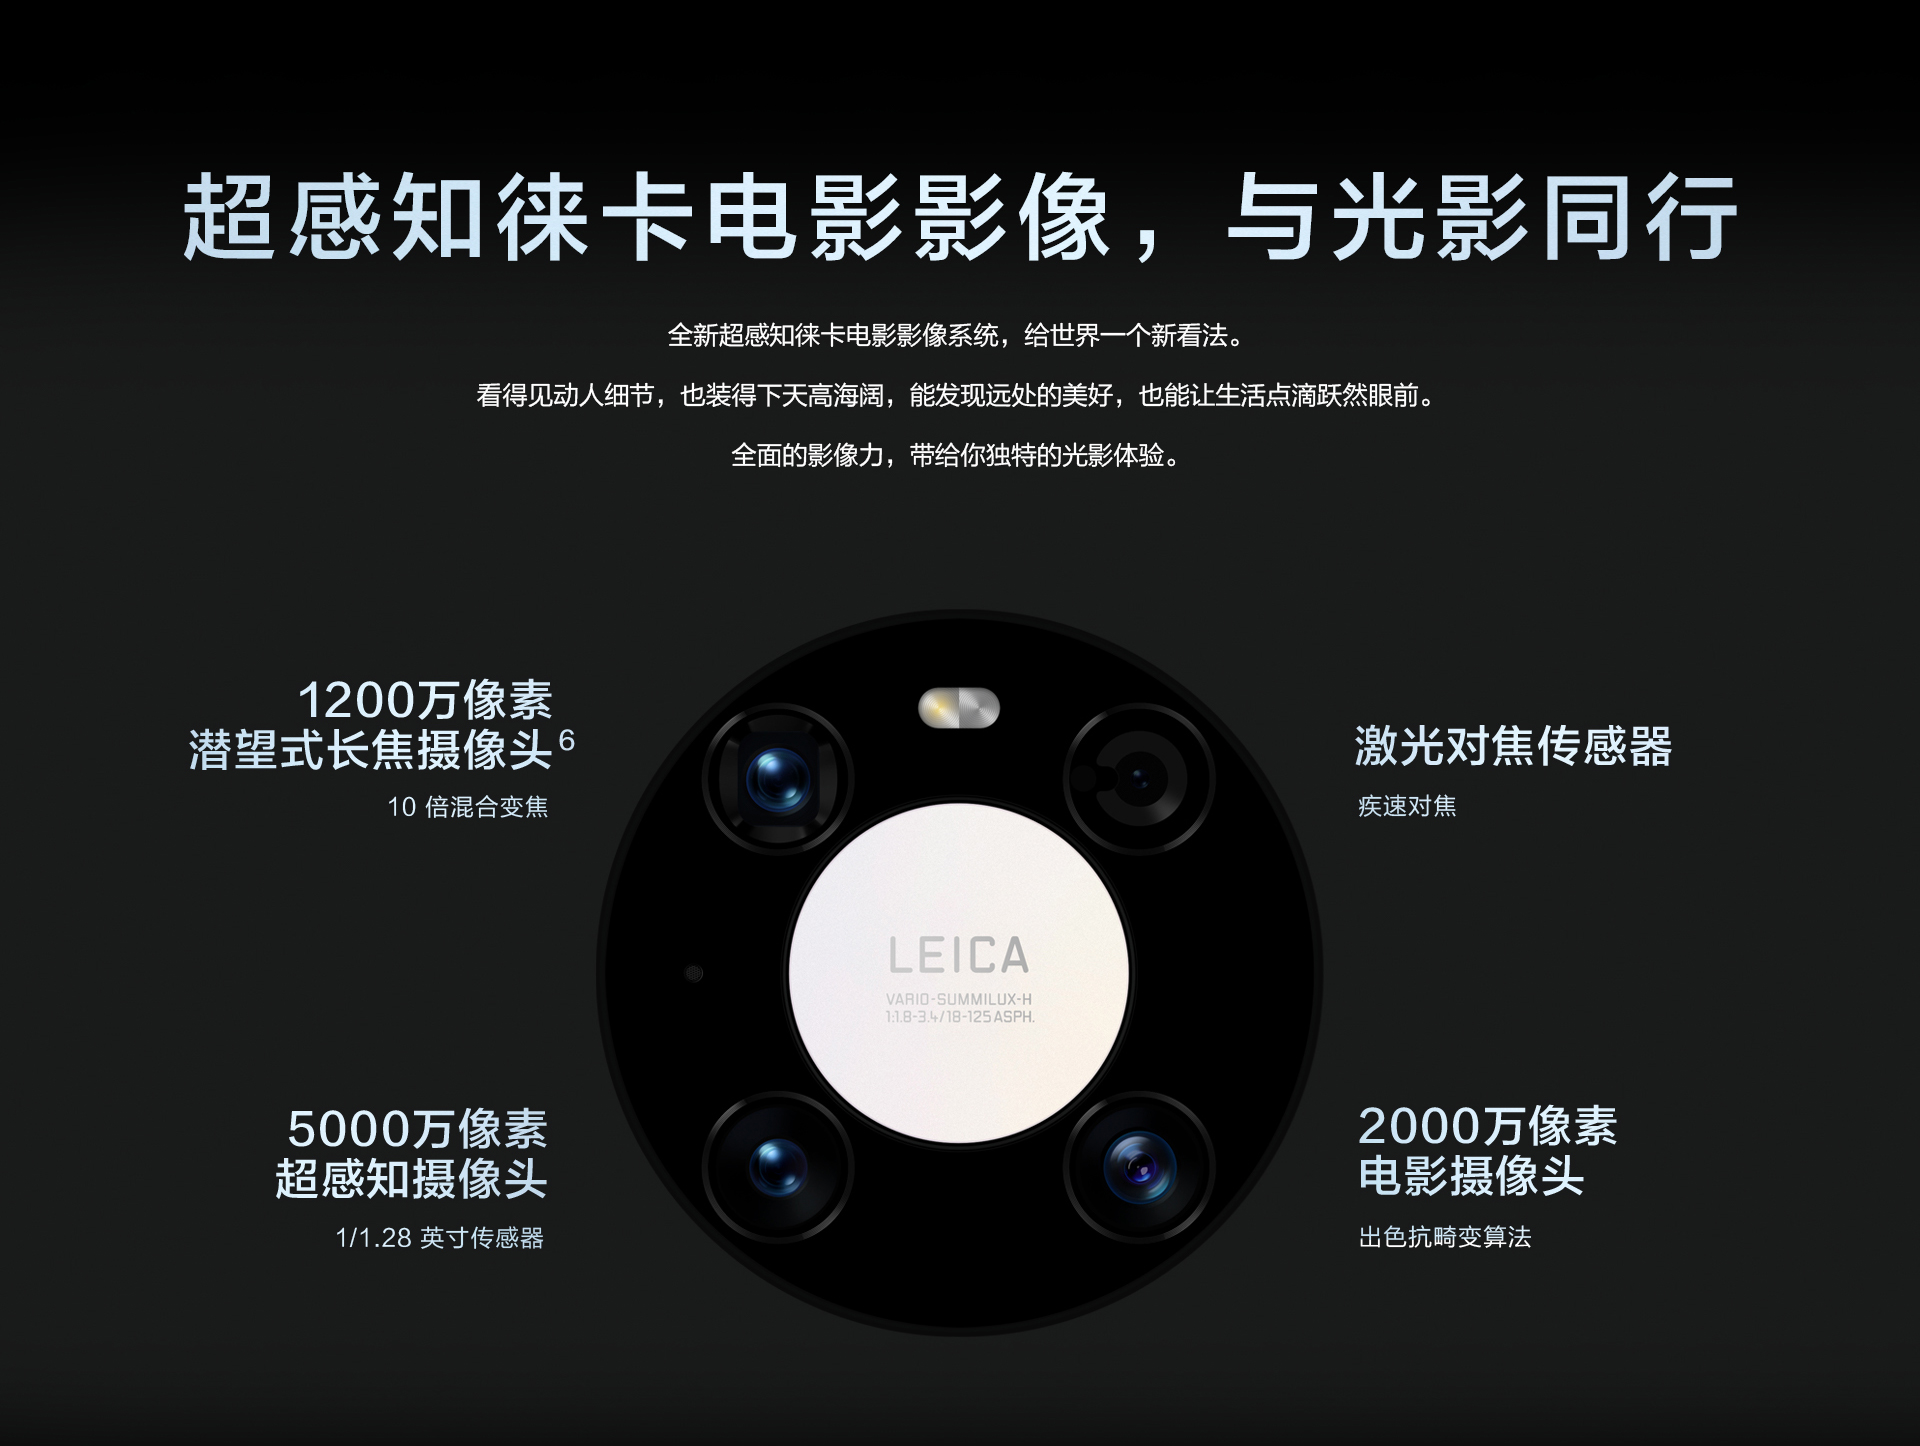 超感知徕卡电影影像，与光影同行
全新超感知徕卡电影影像系统，给世界一个新看法。
看得见动人细节，也装得下天高海阔，能发现远处的美好，也能让生活点滴跃然眼前。
全面的影像力，带给你独特的光影体验。
1200万像素
潜望式长焦摄像头6
10 倍混合变焦
激光对焦传感器
疾速对焦
LEICA
VARIO-SUMMILUX-H
1:1.8-3.4/18-125 ASPH.
5000万像素
超感知摄像头
1/1.28 英寸传感器
2000万像素
电影摄像头
出色抗畸变算法